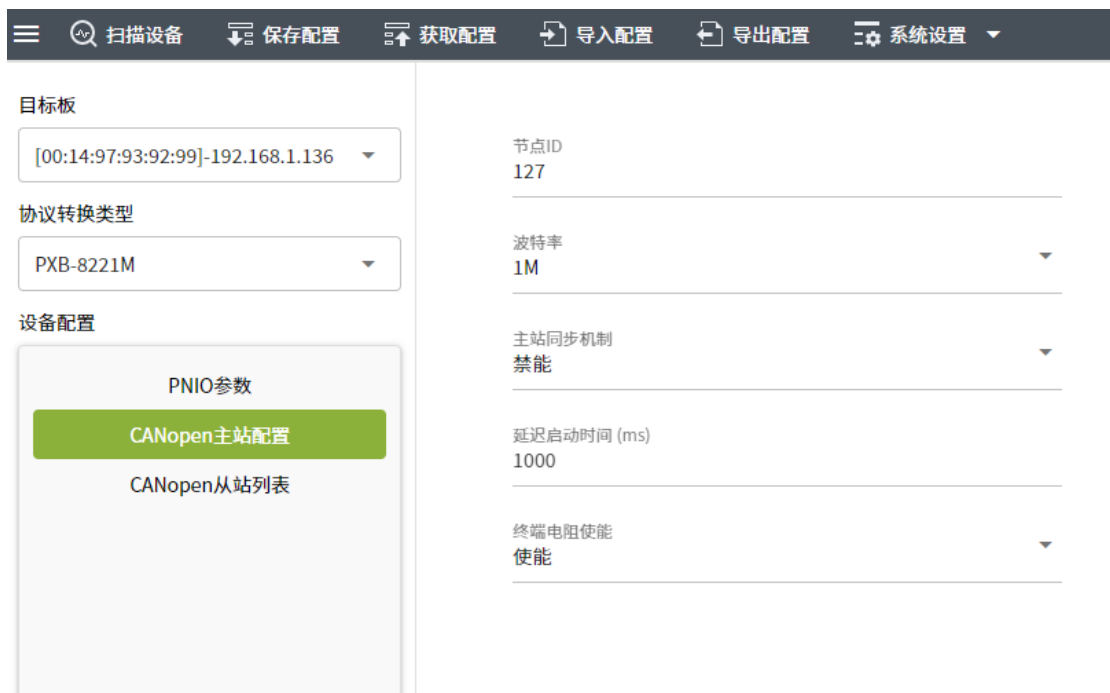 扫描设备 保存配置 获取配置 导入配置 导出配置 系统设置
目标板
[00:14:97:93:92:99]-192.168.1.136
协议转换类型
PXB-8221M
设备配置
PNIO参数
CANopen主站配置
CANopen从站列表
节点ID
127
波特率
1M
主站同步机制
禁能
延迟启动时间 (ms)
1000
终端电阻使能
使能